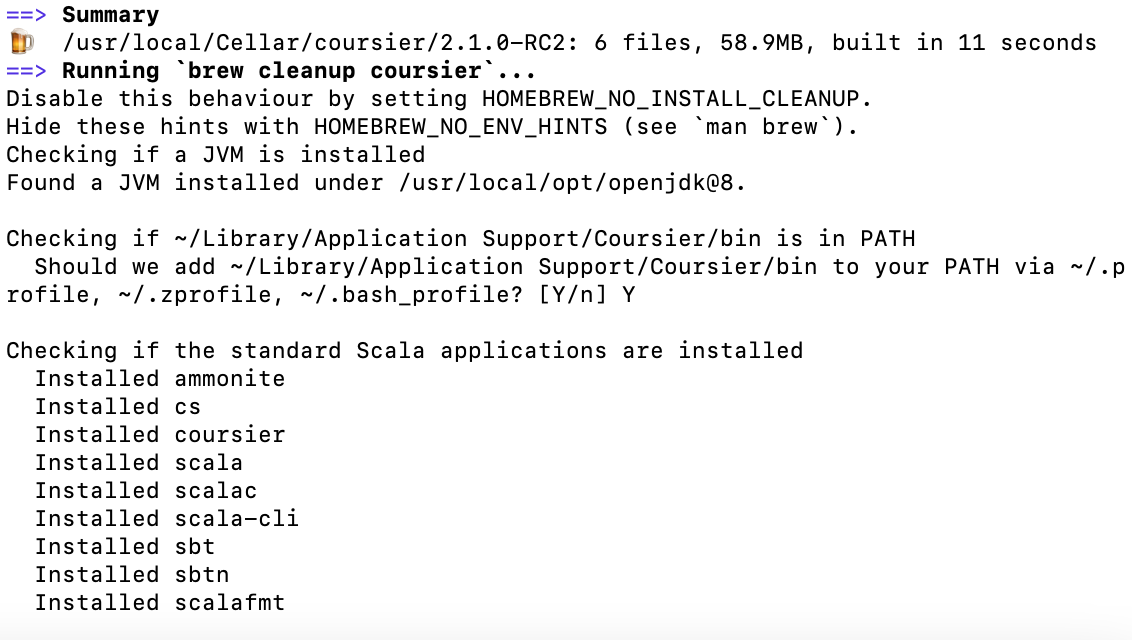 ==> Summary
🍺  /usr/local/Cellar/coursier/2.1.0-RC2: 6 files, 58.9MB, built in 11 seconds
==> Running `brew cleanup coursier`...
Disable this behaviour by setting HOMEBREW_NO_INSTALL_CLEANUP.
Hide these hints with HOMEBREW_NO_ENV_HINTS (see `man brew`).
Checking if a JVM is installed
Found a JVM installed under /usr/local/opt/openjdk@8.

Checking if ~/Library/Application Support/Coursier/bin is in PATH
  Should we add ~/Library/Application Support/Coursier/bin to your PATH via ~/.p
rofile, ~/.zprofile, ~/.bash_profile? [Y/n] Y

Checking if the standard Scala applications are installed
  Installed ammonite
  Installed cs
  Installed coursier
  Installed scala
  Installed scalac
  Installed scala-cli
  Installed sbt
  Installed sbtn
  Installed scalafmt